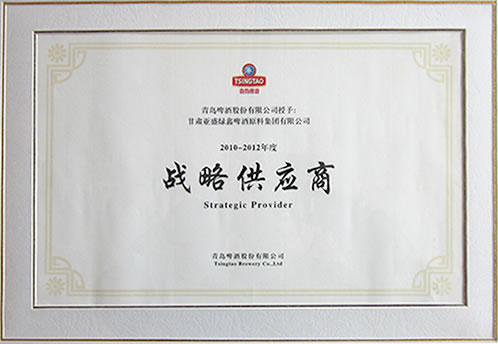 TSINGTAO
青岛啤酒
青岛啤酒股份有限公司授予:
甘肃亚盛绿鑫啤酒原料集团有限公司
2010-2012年度
战略供应商
Strategic Provider
青岛啤酒股份有限公司
Tsingtao Brewery Co.,Ltd